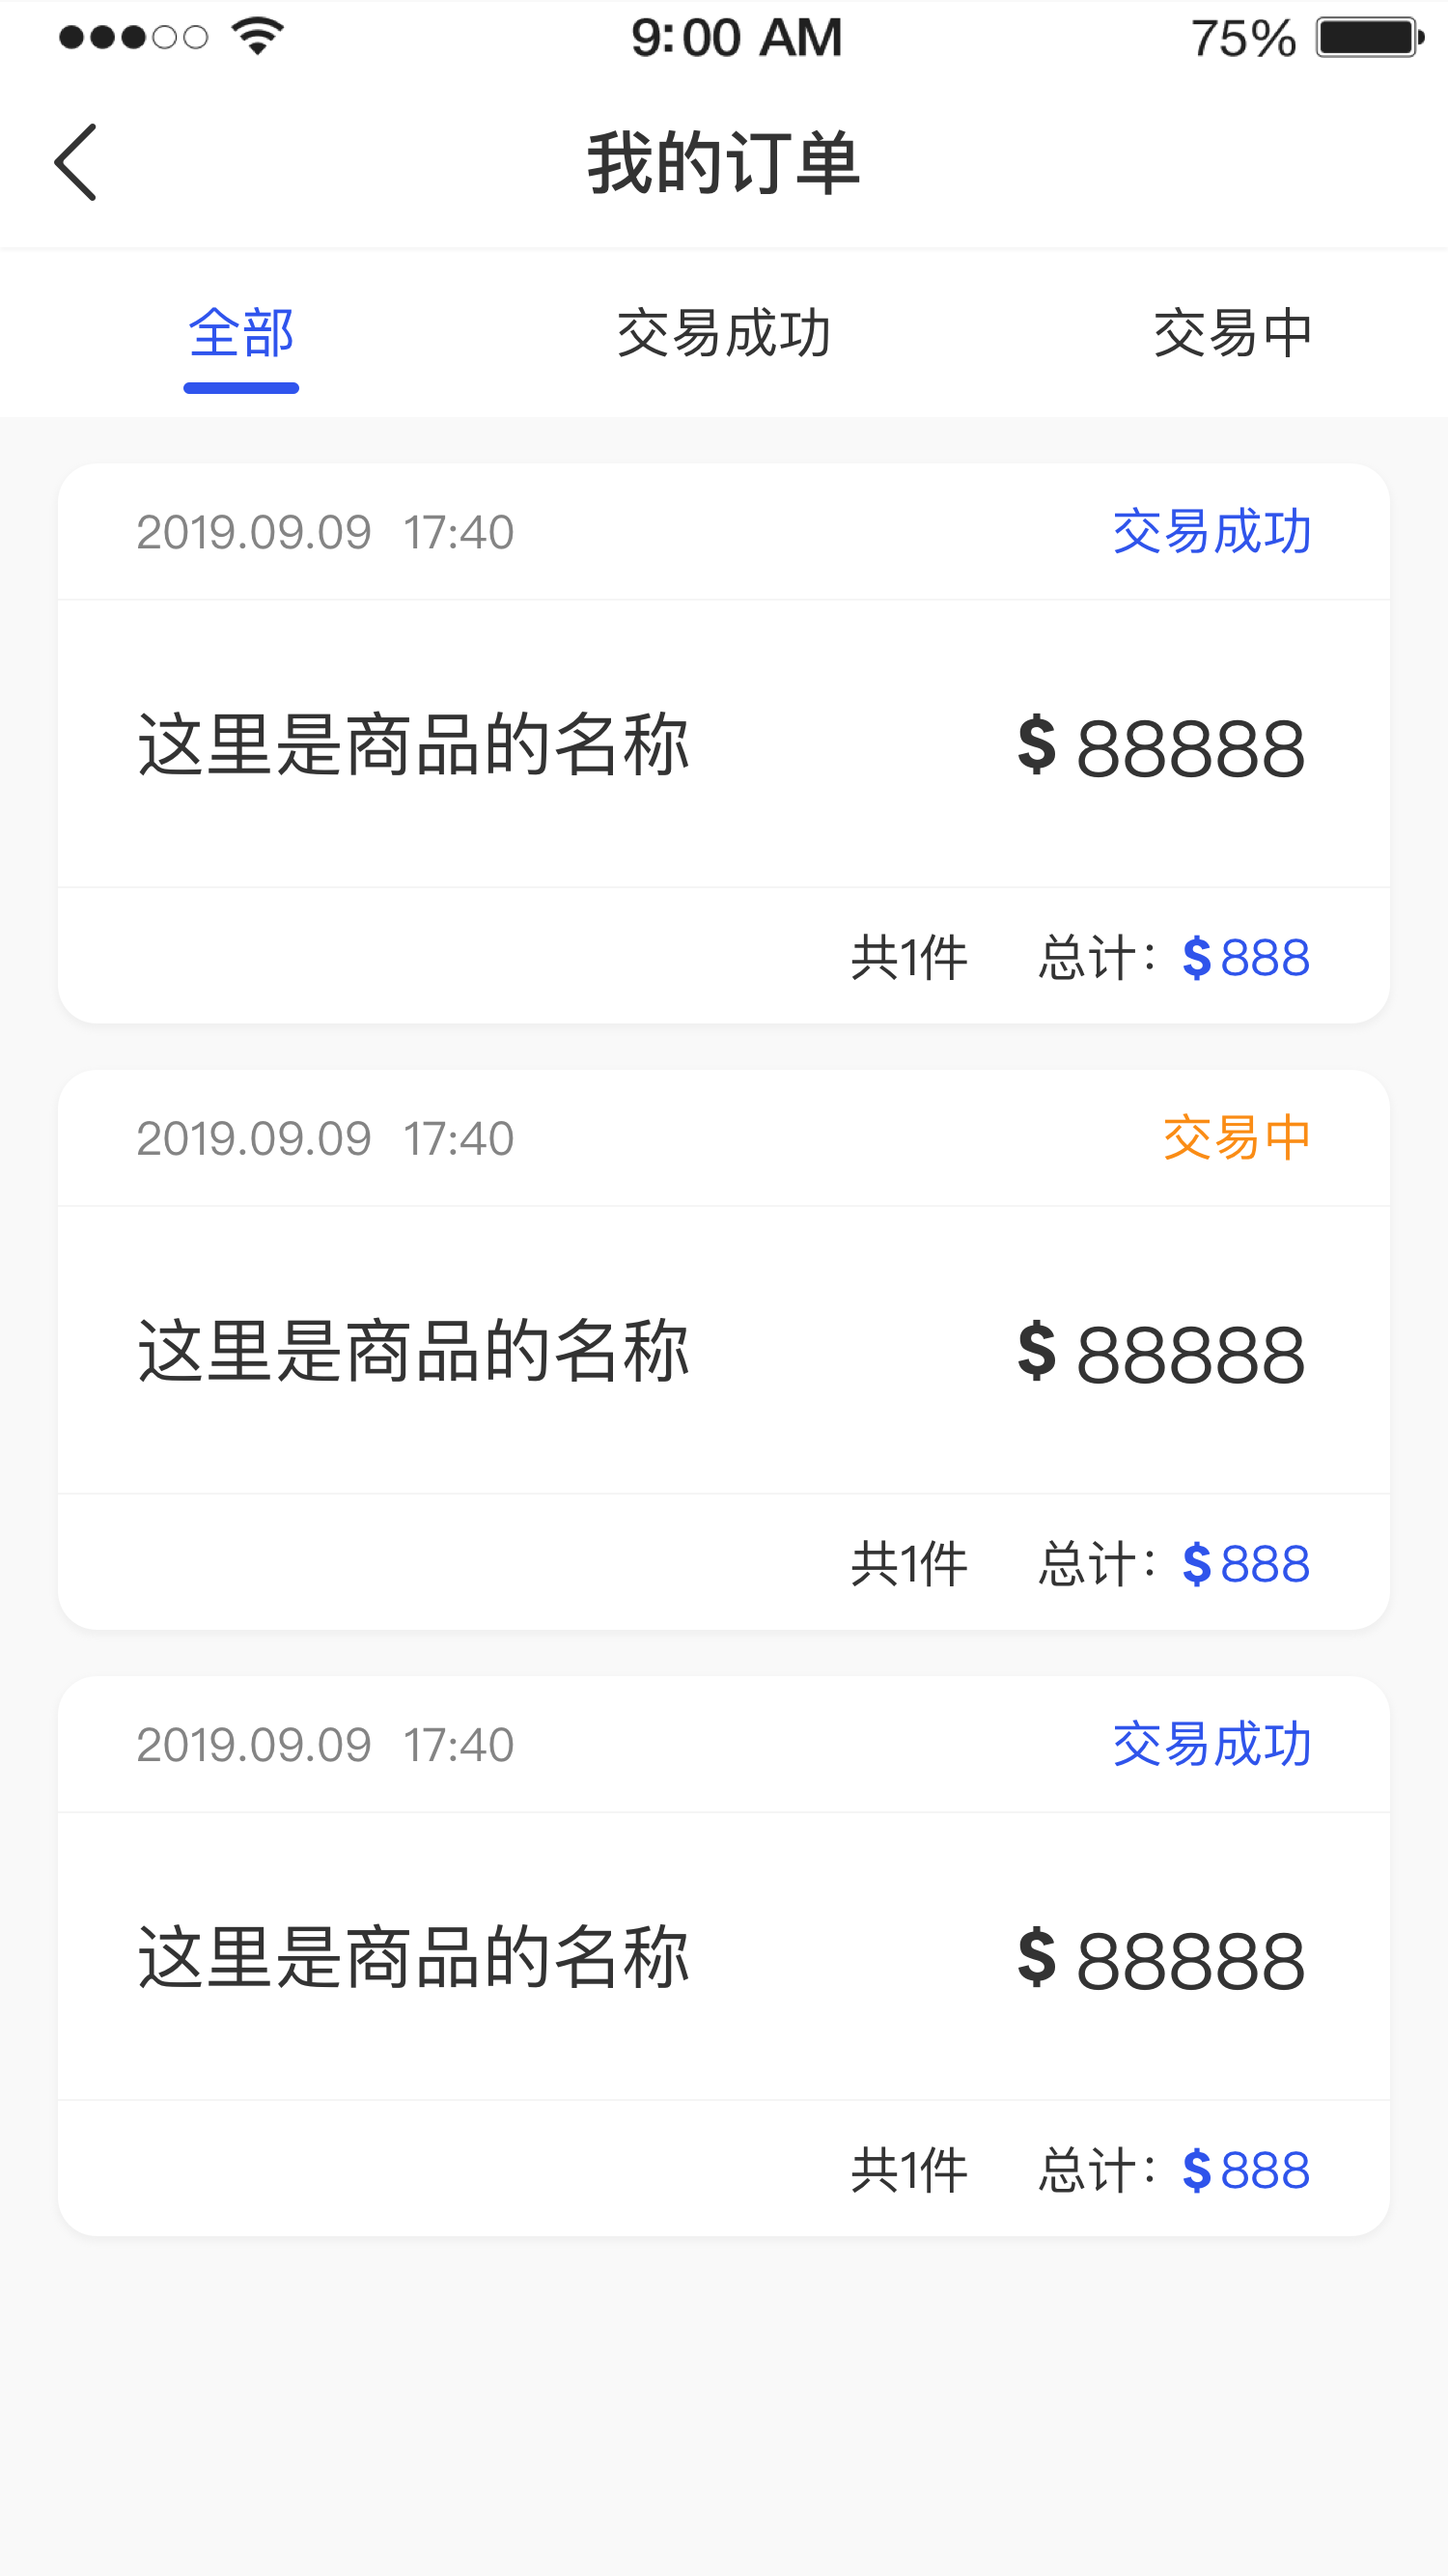 9:00 AM 75%
我的订单
全部 交易成功 交易中
2019.09.09 17:40 交易成功
这里是商品的名称 $ 88888
共1件 总计：$ 888
2019.09.09 17:40 交易中
这里是商品的名称 $ 88888
共1件 总计：$ 888
2019.09.09 17:40 交易成功
这里是商品的名称 $ 88888
共1件 总计：$ 888